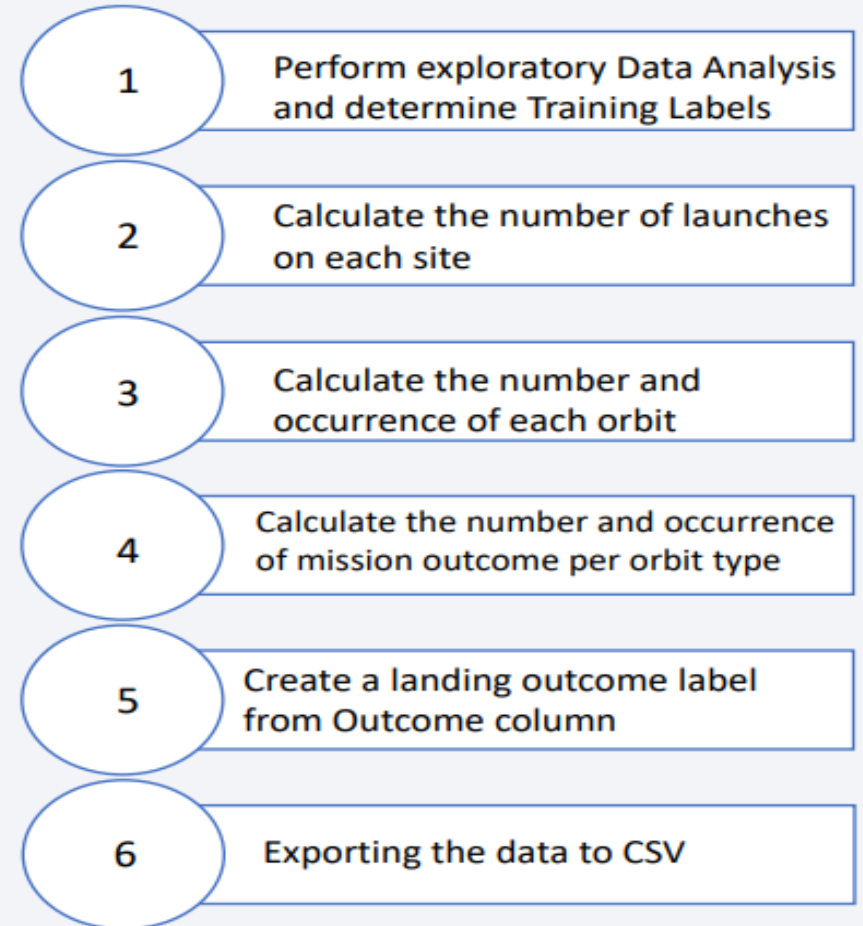 1
Perform exploratory Data Analysis
and determine Training Labels
2
Calculate the number of launches
on each site
3
Calculate the number and
occurrence of each orbit
4
Calculate the number and occurrence
of mission outcome per orbit type
5
Create a landing outcome label
from Outcome column
6
Exporting the data to CSV